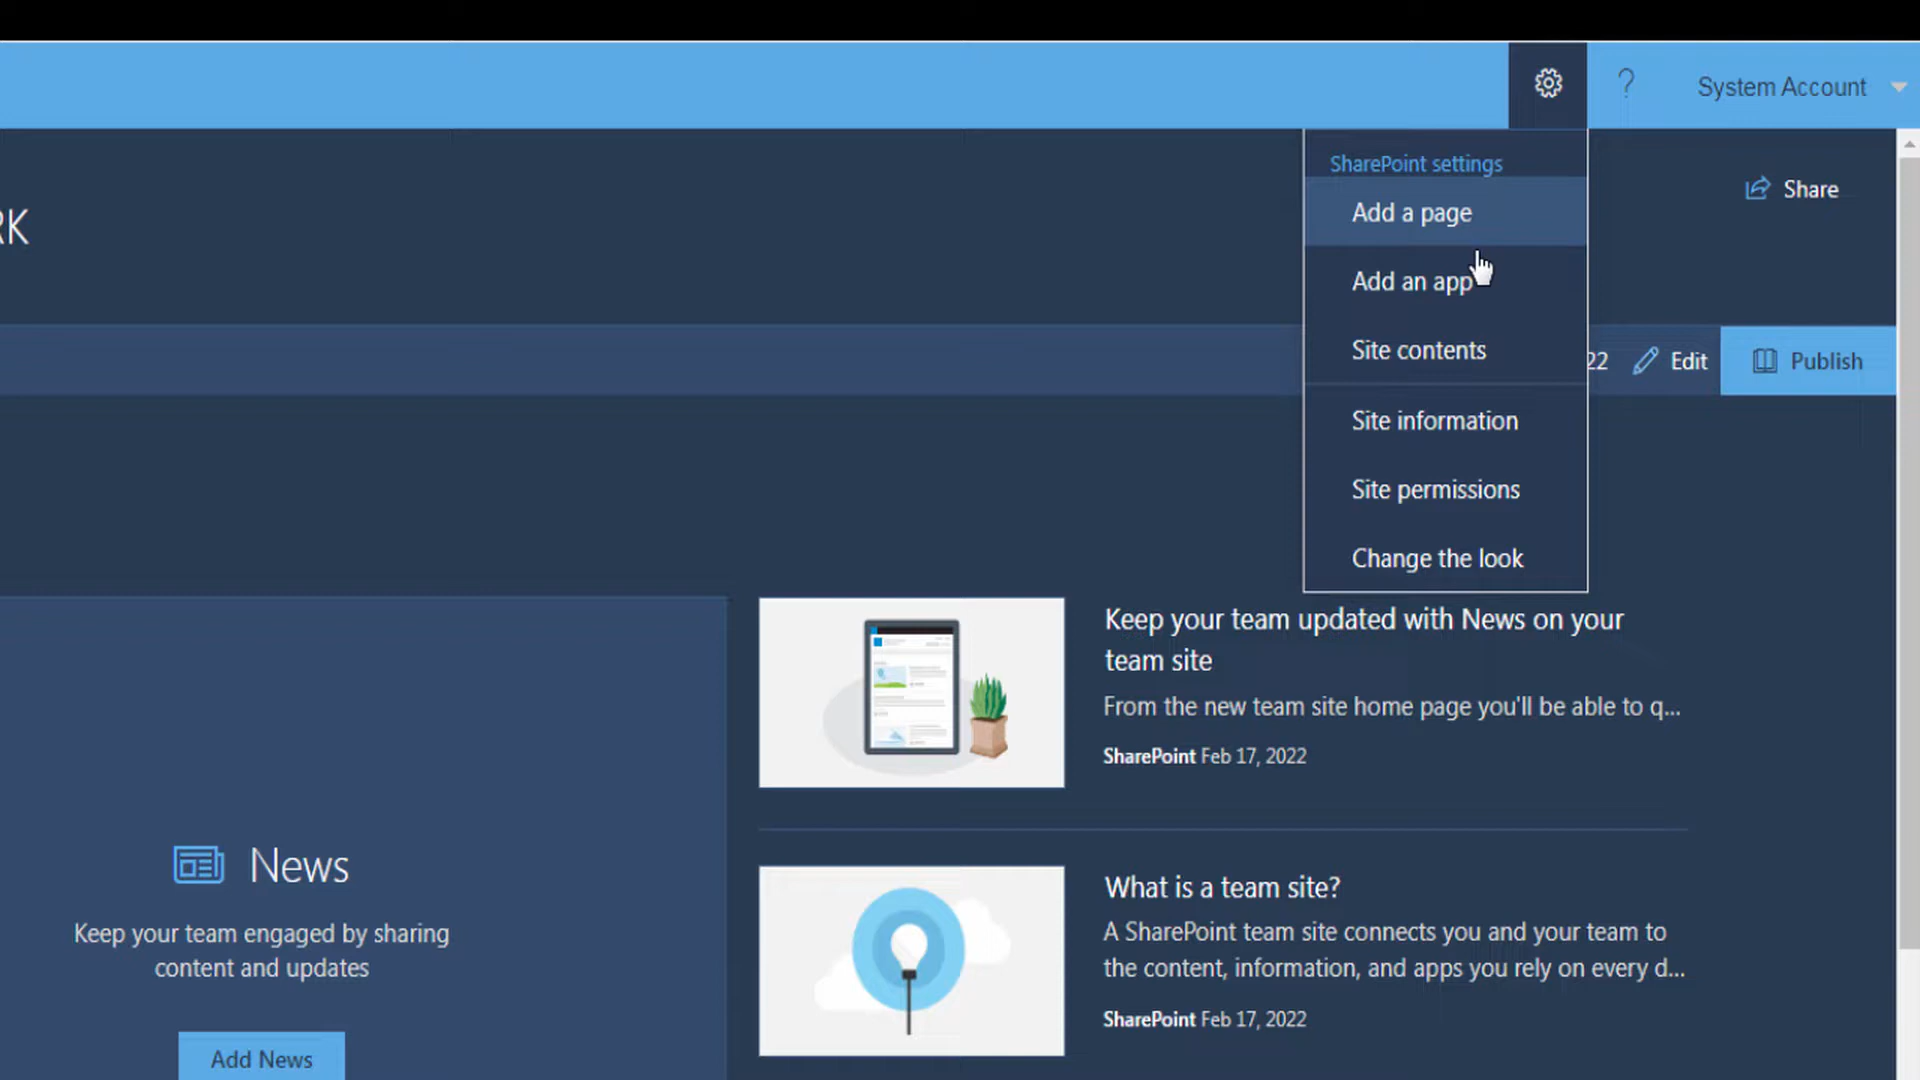 System Account
SharePoint settings
Add a page
Share
RK
Add an app
Site contents
22
Edit
Publish
Site information
Site permissions
Change the look
Keep your team updated with News on your
team site
From the new team site home page you'll be able to q...
SharePoint Feb 17, 2022
News
Keep your team engaged by sharing
content and updates
Add News
What is a team site?
A SharePoint team site connects you and your team to
the content, information, and apps you rely on every d...
SharePoint Feb 17, 2022